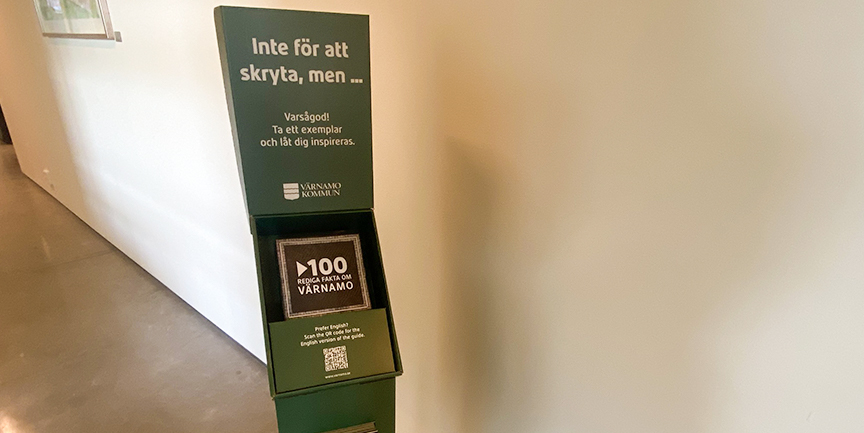 Inte för att
skryta, men ...
Varsågod!
Ta ett exemplar
och låt dig inspireras.
VÄRNAMO
KOMMUN
100
REDIGA FAKTA OM
VÄRNAMO
Prefer English?
Scan the QR code for the
English version of the guide.